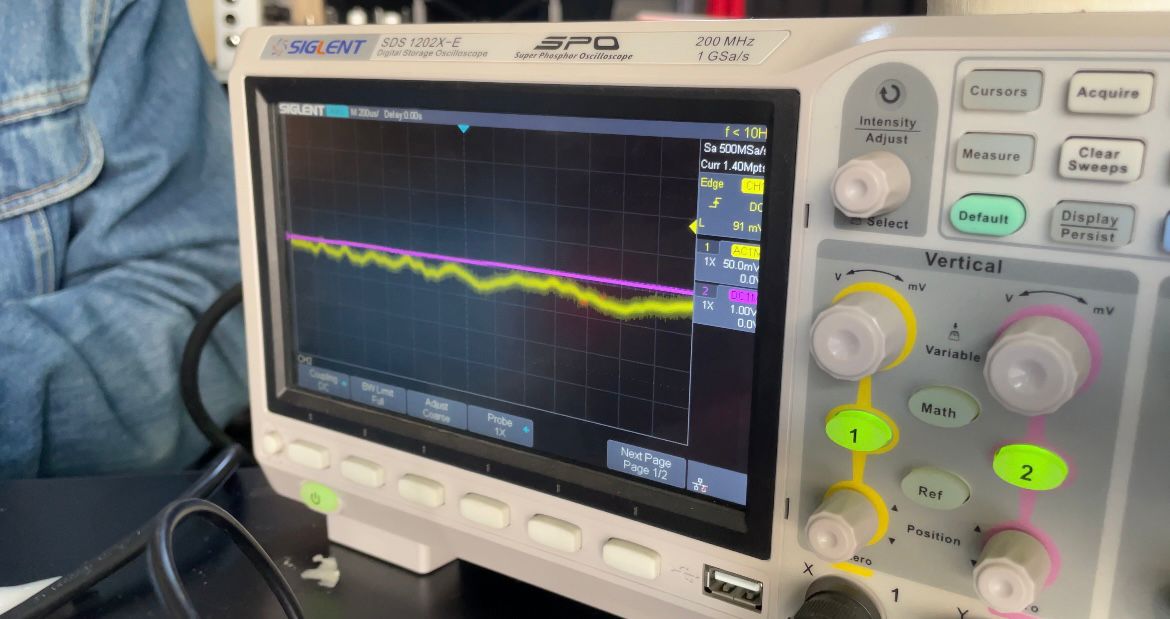 SIGLENT
SDS 1202X-E
Digital Storage Oscilloscope
SPO
Super Phosphor Oscilloscope
200 MHz
1 GSa/s
SIGLENT
M 200us/ Delay:0.00s
f < 10H
Sa 500MSa/s
Curr 1.40Mpts
Edge CH1
DC
L 91 mV
1 AC1M
1X 50.0mV
0.0V
2 DC1M
1X 1.00V
0.0V
CH2
Coupling
DC
BW Limit
Full
Adjust
Coarse
Probe
1X
Next Page
Page 1/2
Intensity
Adjust
Select
Cursors
Acquire
Measure
Clear
Sweeps
Default
Display
Persist
Vertical
V
mV
V
mV
Variable
1
Math
2
Ref
Position
X
1
Y